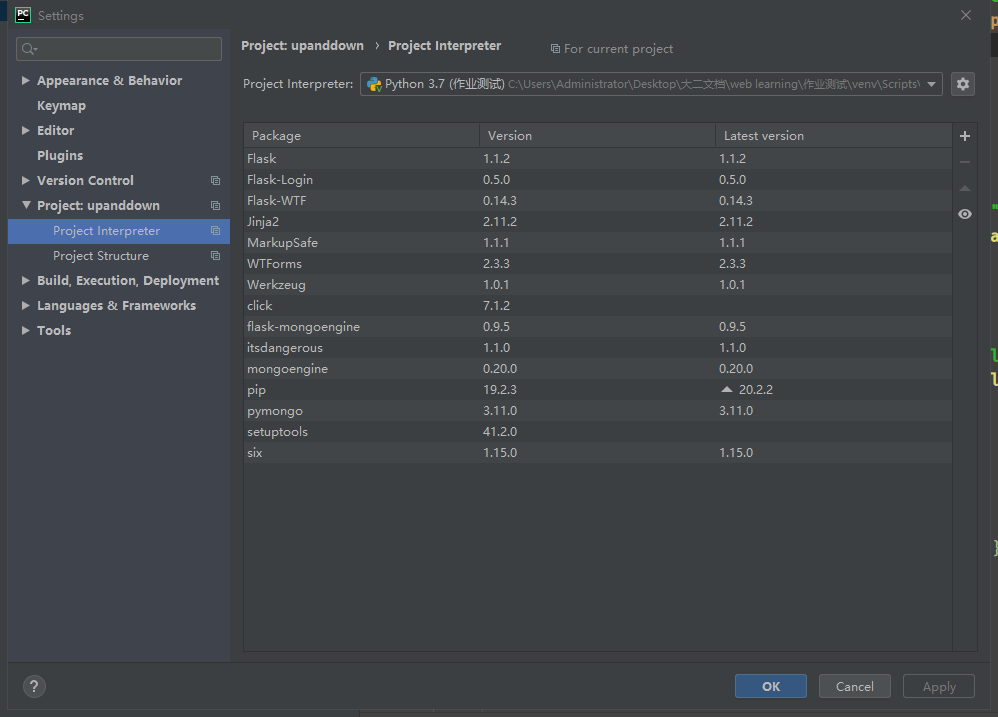 PC Settings
Project: upanddown › Project Interpreter For current project
Project Interpreter: Python 3.7 (作业测试) C:\Users\Administrator\Desktop\大二文档\web learning\作业测试\venv\Scripts\
Appearance & Behavior
Keymap
Editor
Plugins
Version Control
Project: upanddown
Project Interpreter
Project Structure
Build, Execution, Deployment
Languages & Frameworks
Tools
Package Version Latest version
Flask 1.1.2 1.1.2
Flask-Login 0.5.0 0.5.0
Flask-WTF 0.14.3 0.14.3
Jinja2 2.11.2 2.11.2
MarkupSafe 1.1.1 1.1.1
WTForms 2.3.3 2.3.3
Werkzeug 1.0.1 1.0.1
click 7.1.2
flask-mongoengine 0.9.5 0.9.5
itsdangerous 1.1.0 1.1.0
mongoengine 0.20.0 0.20.0
pip 19.2.3 20.2.2
pymongo 3.11.0 3.11.0
setuptools 41.2.0
six 1.15.0 1.15.0
? OK Cancel Apply